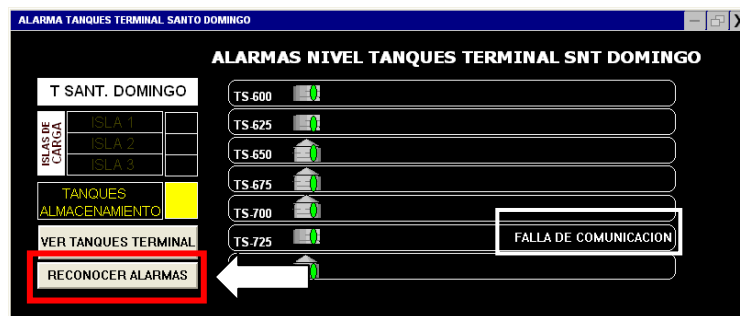 ALARMA TANQUES TERMINAL SANTO DOMINGO
ALARMAS NIVEL TANQUES TERMINAL SNT DOMINGO
T SANT. DOMINGO
ISLAS DE
CARGA
ISLA 1
ISLA 2
ISLA 3
TANQUES
ALMACENAMIENTO
VER TANQUES TERMINAL
RECONOCER ALARMAS
TS-600
TS-625
TS-650
TS-675
TS-700
TS-725
FALLA DE COMUNICACION